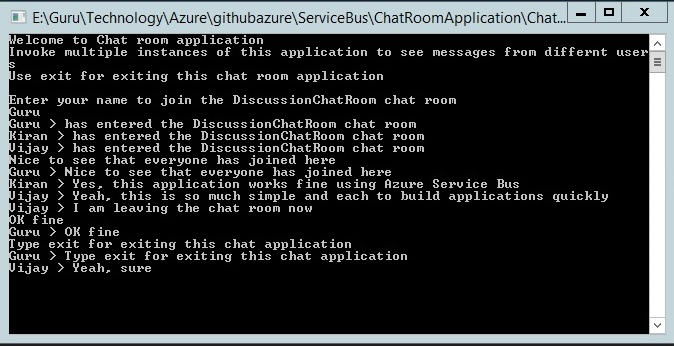 E:\Guru\Technology\Azure\githubazure\ServiceBus\ChatRoomApplication\Chat...
Welcome to Chat room application
Invoke multiple instances of this application to see messages from differnt user
s
Use exit for exiting this chat room application
Enter your name to join the DiscussionChatRoom chat room
Guru
Guru > has entered the DiscussionChatRoom chat room
Kiran > has entered the DiscussionChatRoom chat room
Vijay > has entered the DiscussionChatRoom chat room
Nice to see that everyone has joined here
Guru > Nice to see that everyone has joined here
Kiran > Yes, this application works fine using Azure Service Bus
Vijay > Yeah, this is so much simple and each to build applications quickly
Vijay > I am leaving the chat room now
OK fine
Guru > OK fine
Type exit for exiting this chat application
Guru > Type exit for exiting this chat application
Vijay > Yeah, sure